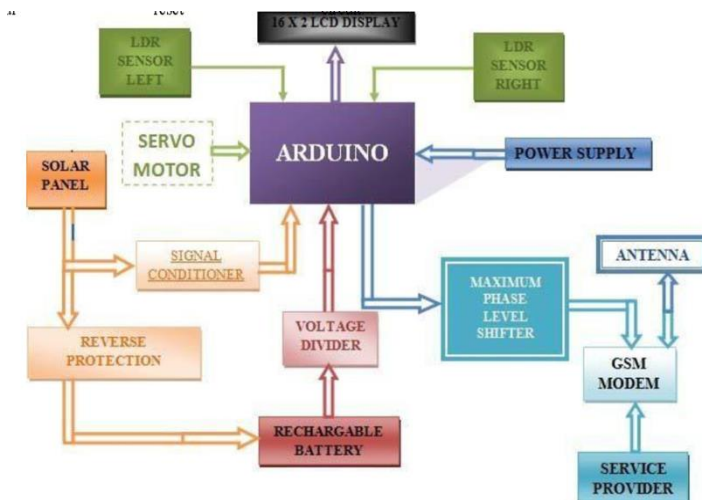 reset
16 X 2 LCD DISPLAY
LDR
SENSOR
LEFT
LDR
SENSOR
RIGHT
SERVO
MOTOR
ARDUINO
POWER SUPPLY
SOLAR
PANEL
SIGNAL
CONDITIONER
ANTENNA
MAXIMUM
PHASE
LEVEL
SHIFTER
VOLTAGE
DIVIDER
REVERSE
PROTECTION
GSM
MODEM
RECHARGABLE
BATTERY
SERVICE
PROVIDER